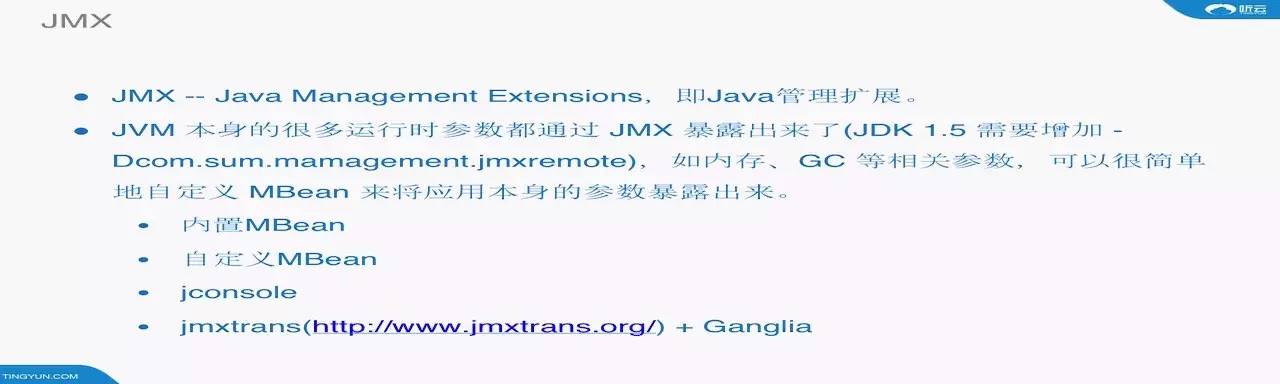 JMX
听云
JMX -- Java Management Extensions，即Java管理扩展。
JVM 本身的很多运行时参数都通过 JMX 暴露出来了(JDK 1.5 需要增加 -
Dcom.sum.mamagement.jmxremote)，如内存、GC 等相关参数，可以很简单
地自定义 MBean 来将应用本身的参数暴露出来。
内置MBean
自定义MBean
jconsole
jmxtrans(http://www.jmxtrans.org/) + Ganglia
TINGYUN.COM